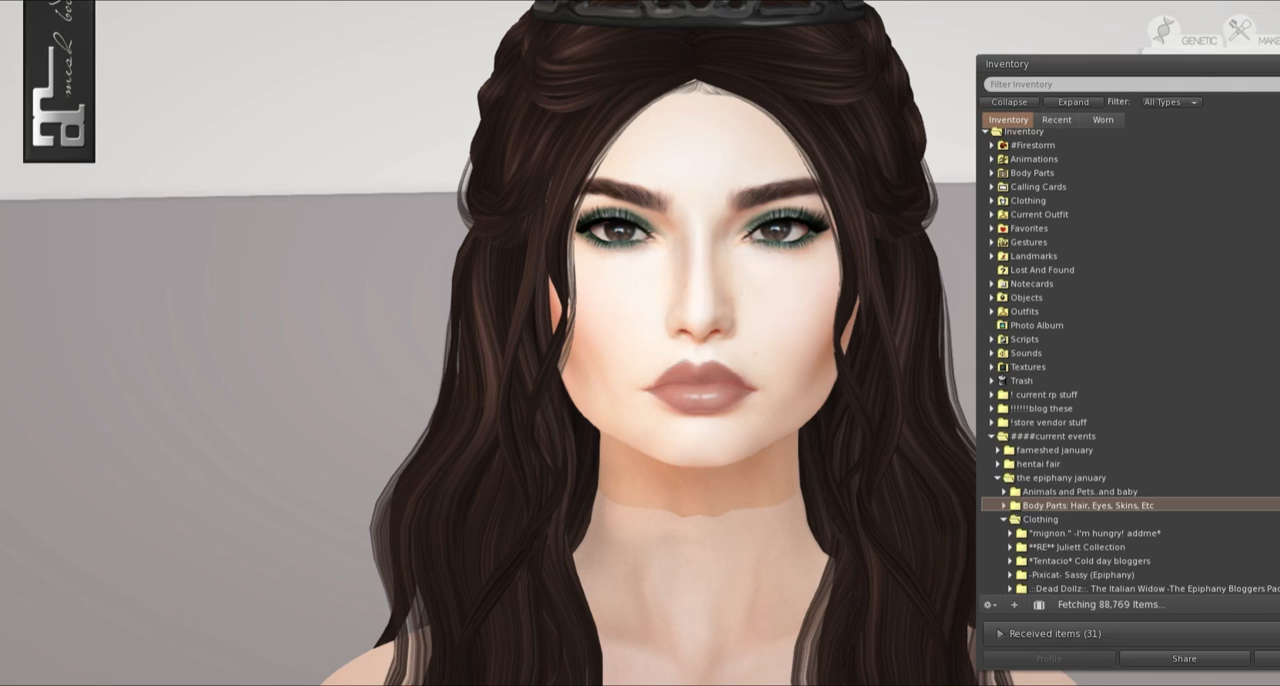 mesh
GENETIC
MAKE
Inventory
Filter Inventory
Collapse
Expand
Filter:
All Types
Inventory
Recent
Worn
Inventory
#Firestorm
Animations
Body Parts
Calling Cards
Clothing
Current Outfit
Favorites
Gestures
Landmarks
Lost And Found
Notecards
Objects
Outfits
Photo Album
Scripts
Sounds
Textures
Trash
! current rp stuff
!!!!!!blog these
!store vendor stuff
####current events
fameshed january
hentai fair
the epiphany january
Animals and Pets..and baby
Body Parts: Hair, Eyes, Skins, Etc
Clothing
"mignon." -I'm hungry! addme*
**RE** Juliett Collection
*Tentacio* Cold day bloggers
-Pixicat- Sassy (Epiphany)
.::Dead Dollz::. The Italian Widow -The Epiphany Bloggers Pac
Fetching 88,769 Items...
Received items (31)
Profile
Share